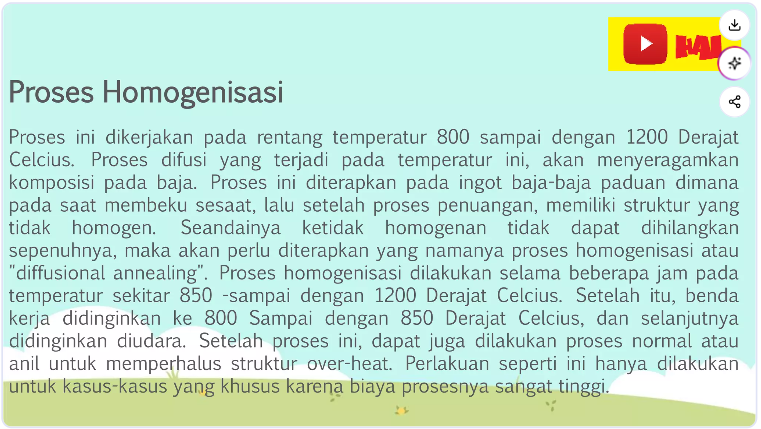 HAI
Proses Homogenisasi
Proses ini dikerjakan pada rentang temperatur 800 sampai dengan 1200 Derajat
Celcius. Proses difusi yang terjadi pada temperatur ini, akan menyeragamkan
komposisi pada baja. Proses ini diterapkan pada ingot baja-baja paduan dimana
pada saat membeku sesaat, lalu setelah proses penuangan, memiliki struktur yang
tidak homogen. Seandainya ketidak homogenan tidak dapat dihilangkan
sepenuhnya, maka akan perlu diterapkan yang namanya proses homogenisasi atau
"diffusional annealing". Proses homogenisasi dilakukan selama beberapa jam pada
temperatur sekitar 850 -sampai dengan 1200 Derajat Celcius. Setelah itu, benda
kerja didinginkan ke 800 Sampai dengan 850 Derajat Celcius, dan selanjutnya
didinginkan diudara. Setelah proses ini, dapat juga dilakukan proses normal atau
anil untuk memperhalus struktur over-heat. Perlakuan seperti ini hanya dilakukan
untuk kasus-kasus yang khusus karena biaya prosesnya sangat tinggi.